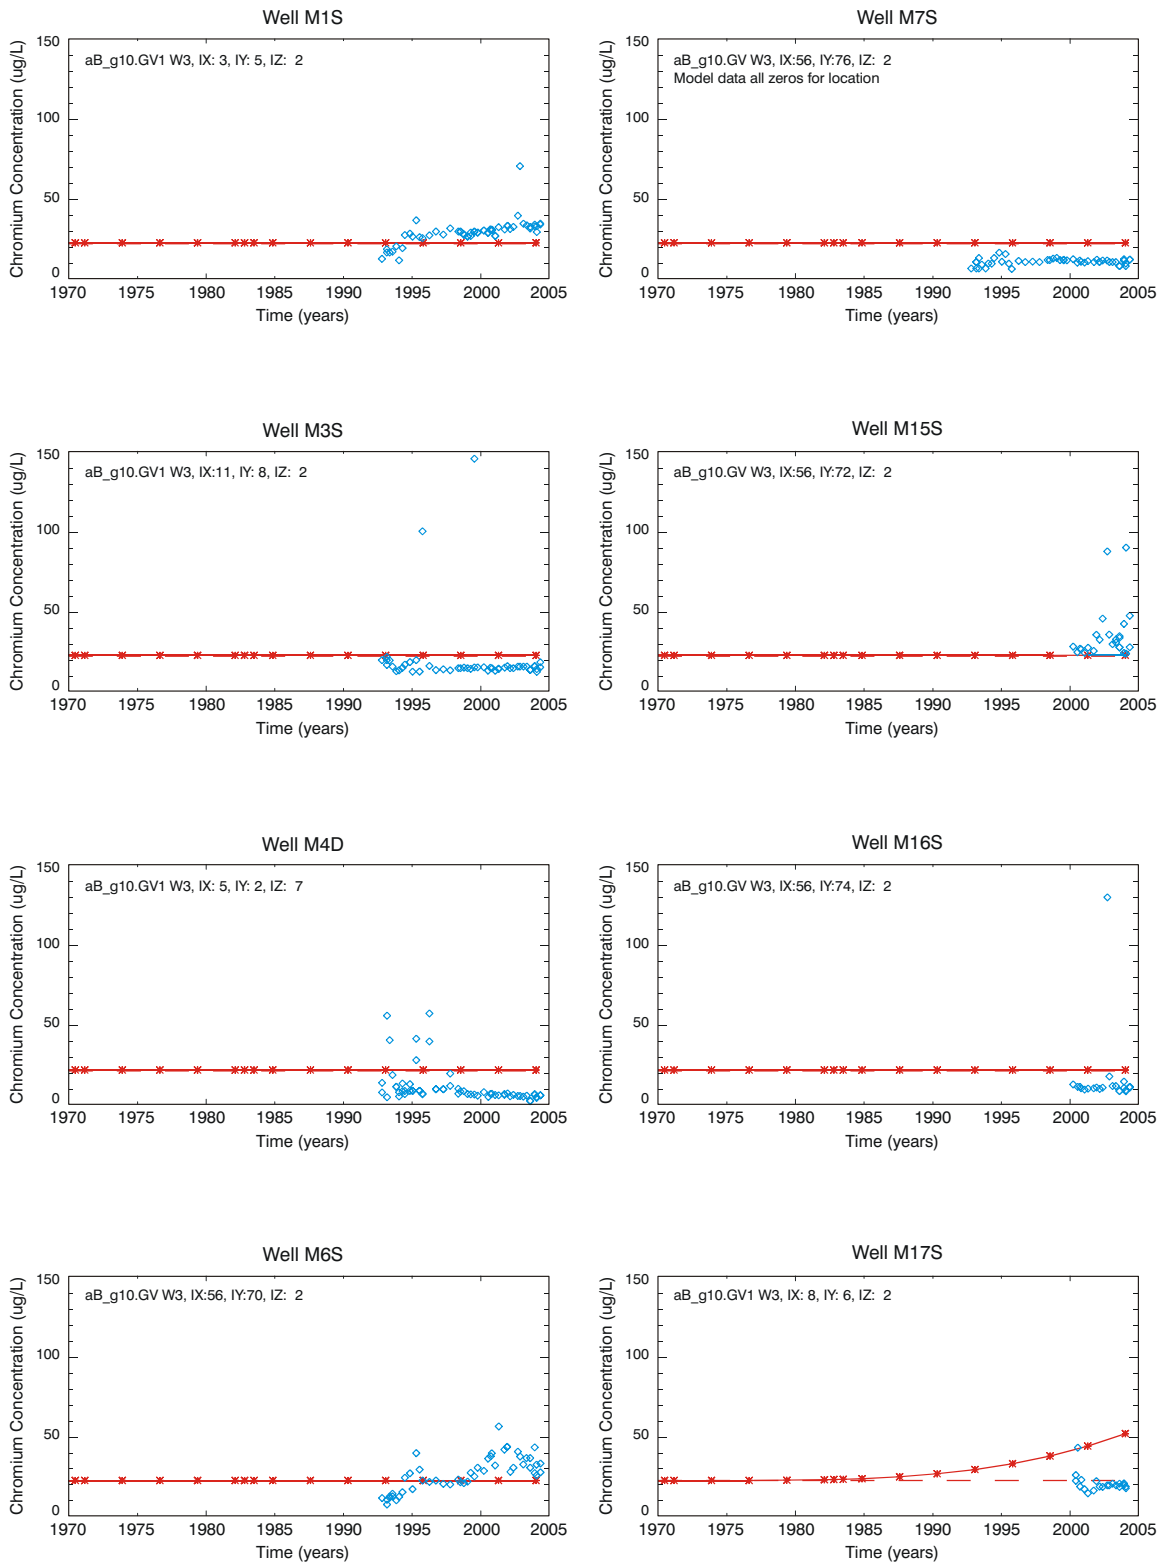 Well M1S
Chromium Concentration (ug/L)
150
100
50
0
aB_g10.GV1 W3, IX: 3, IY: 5, IZ: 2
1970 1975 1980 1985 1990 1995 2000 2005
Time (years)
Well M7S
Chromium Concentration (ug/L)
150
100
50
0
aB_g10.GV W3, IX:56, IY:76, IZ: 2
Model data all zeros for location
1970 1975 1980 1985 1990 1995 2000 2005
Time (years)
Well M3S
Chromium Concentration (ug/L)
150
100
50
0
aB_g10.GV1 W3, IX:11, IY: 8, IZ: 2
1970 1975 1980 1985 1990 1995 2000 2005
Time (years)
Well M15S
Chromium Concentration (ug/L)
150
100
50
0
aB_g10.GV W3, IX:56, IY:72, IZ: 2
1970 1975 1980 1985 1990 1995 2000 2005
Time (years)
Well M4D
Chromium Concentration (ug/L)
150
100
50
0
aB_g10.GV1 W3, IX: 5, IY: 2, IZ: 7
1970 1975 1980 1985 1990 1995 2000 2005
Time (years)
Well M16S
Chromium Concentration (ug/L)
150
100
50
0
aB_g10.GV W3, IX:56, IY:74, IZ: 2
1970 1975 1980 1985 1990 1995 2000 2005
Time (years)
Well M6S
Chromium Concentration (ug/L)
150
100
50
0
aB_g10.GV W3, IX:56, IY:70, IZ: 2
1970 1975 1980 1985 1990 1995 2000 2005
Time (years)
Well M17S
Chromium Concentration (ug/L)
150
100
50
0
aB_g10.GV1 W3, IX: 8, IY: 6, IZ: 2
1970 1975 1980 1985 1990 1995 2000 2005
Time (years)